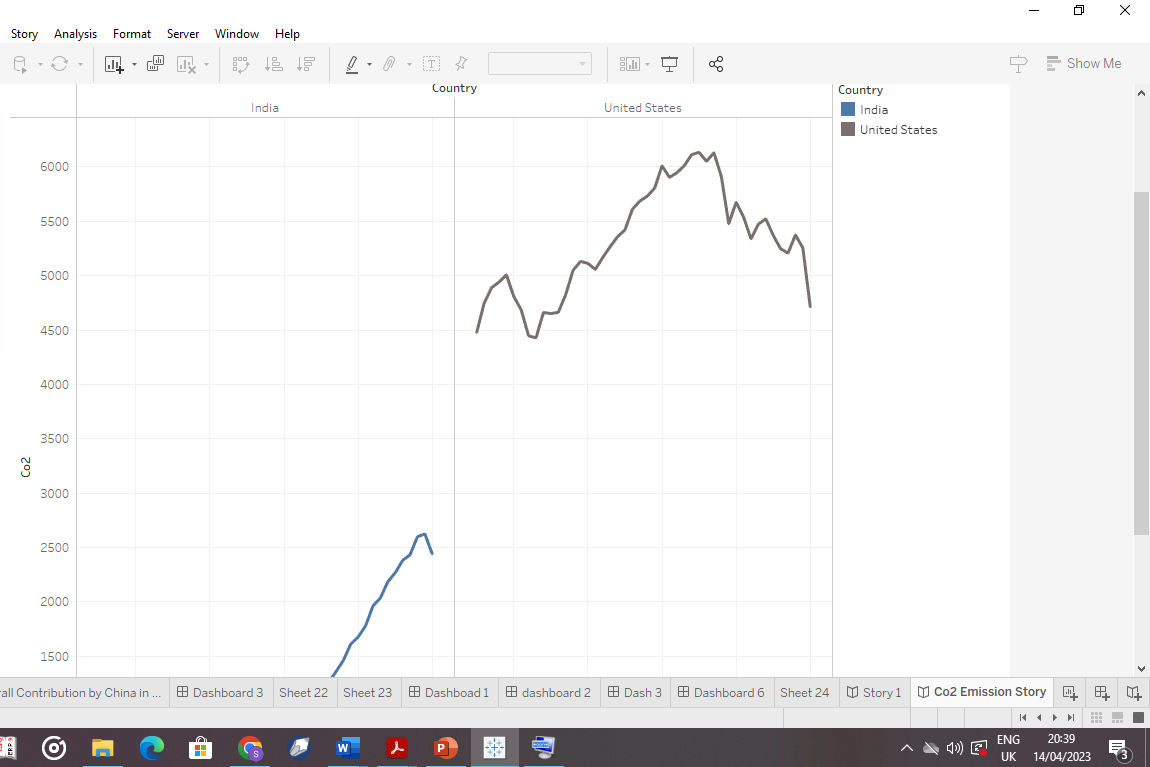 Story Analysis Format Server Window Help
Show Me
Country
India United States
Country
India
United States
6000
5500
5000
4500
4000
3500
Co2
3000
2500
2000
1500
rall Contribution by China in ... Dashboard 3 Sheet 22 Sheet 23 Dashboad 1 dashboard 2 Dash 3 Dashboard 6 Sheet 24 Story 1 Co2 Emission Story
ENG 20:39
UK 14/04/2023 3